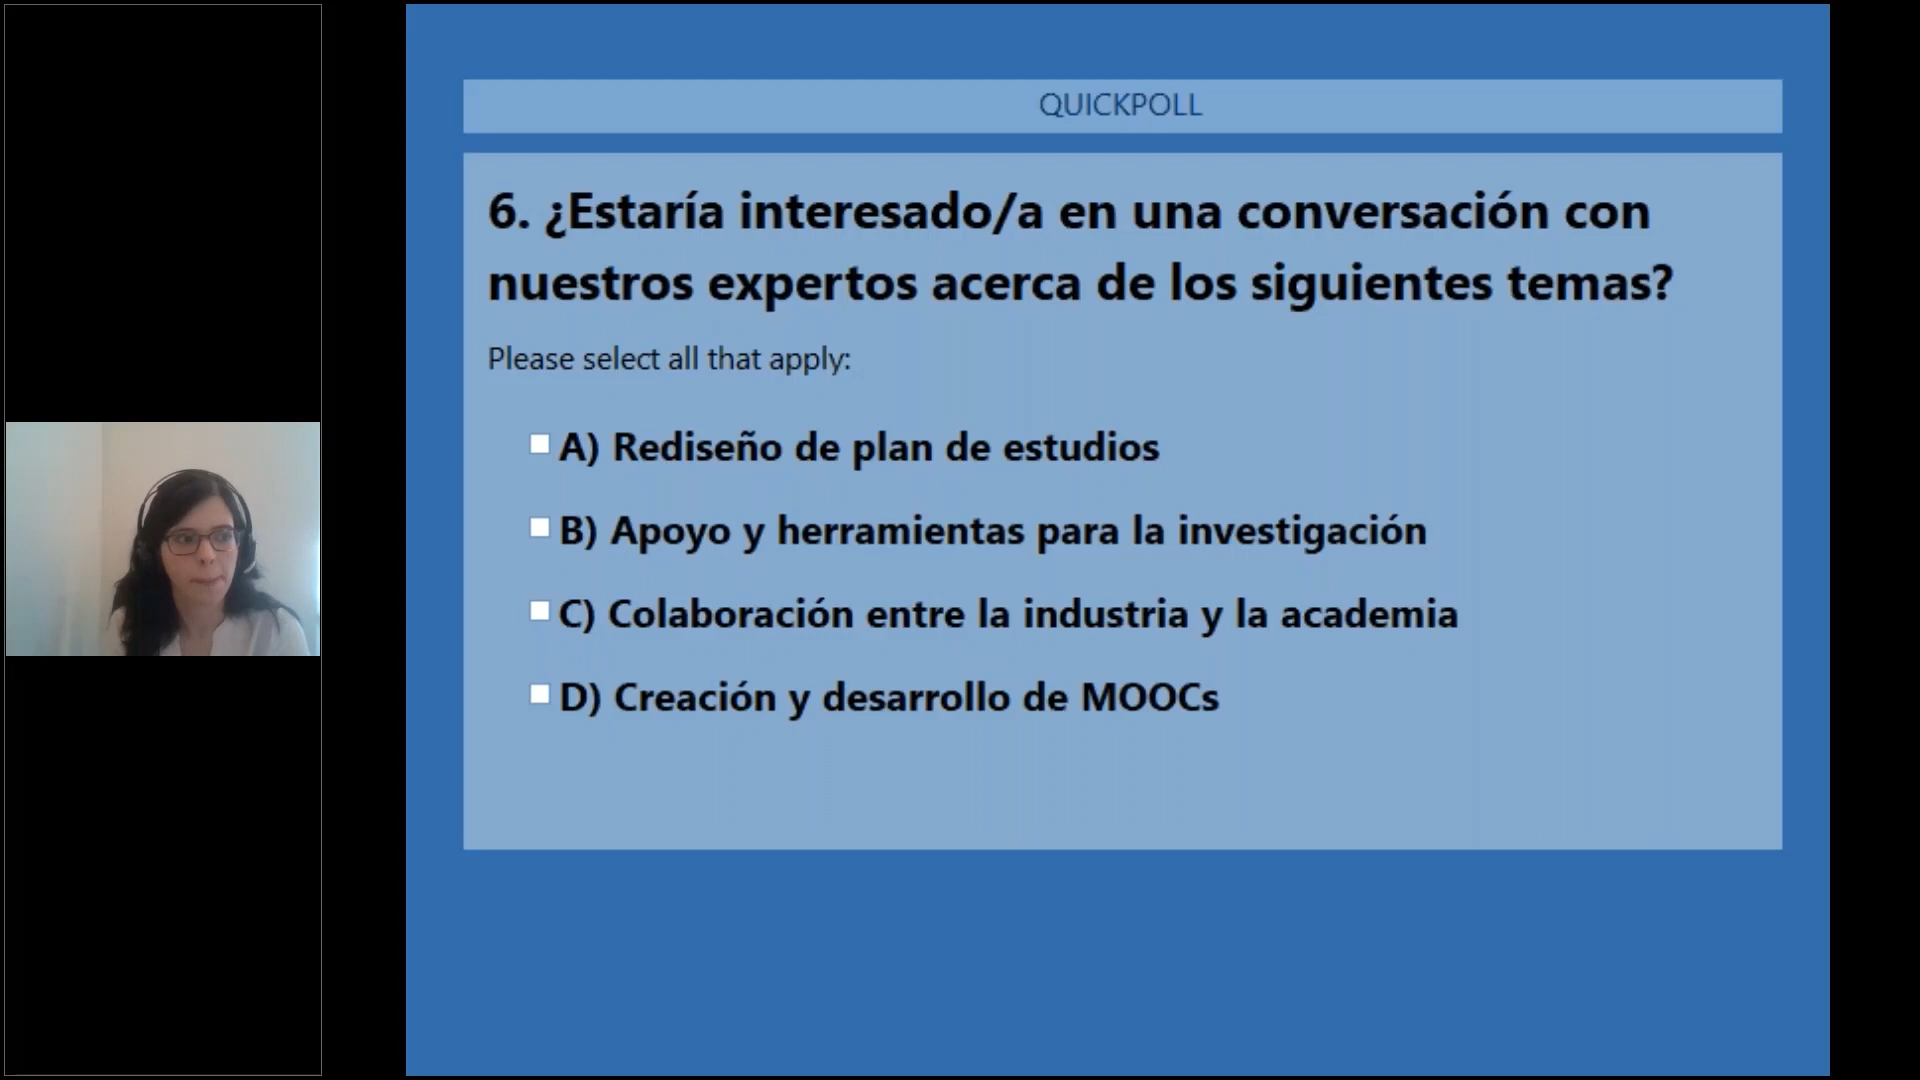 QUICKPOLL
6. ¿Estaría interesado/a en una conversación con
nuestros expertos acerca de los siguientes temas?
Please select all that apply:
A) Rediseño de plan de estudios
B) Apoyo y herramientas para la investigación
C) Colaboración entre la industria y la academia
D) Creación y desarrollo de MOOCs